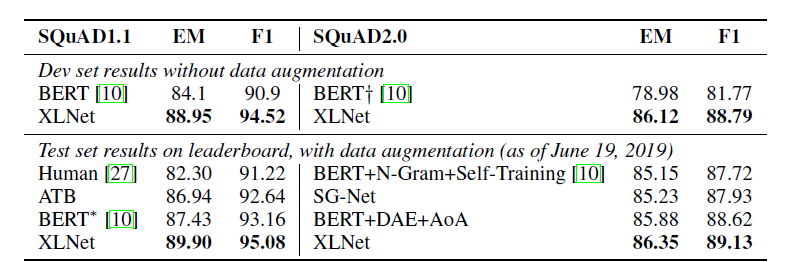 SQuAD1.1 EM F1 SQuAD2.0 EM F1
Dev set results without data augmentation
BERT [10] 84.1 90.9 BERT† [10] 78.98 81.77
XLNet 88.95 94.52 XLNet 86.12 88.79
Test set results on leaderboard, with data augmentation (as of June 19, 2019)
Human [27] 82.30 91.22 BERT+N-Gram+Self-Training [10] 85.15 87.72
ATB 86.94 92.64 SG-Net 85.23 87.93
BERT* [10] 87.43 93.16 BERT+DAE+AoA 85.88 88.62
XLNet 89.90 95.08 XLNet 86.35 89.13